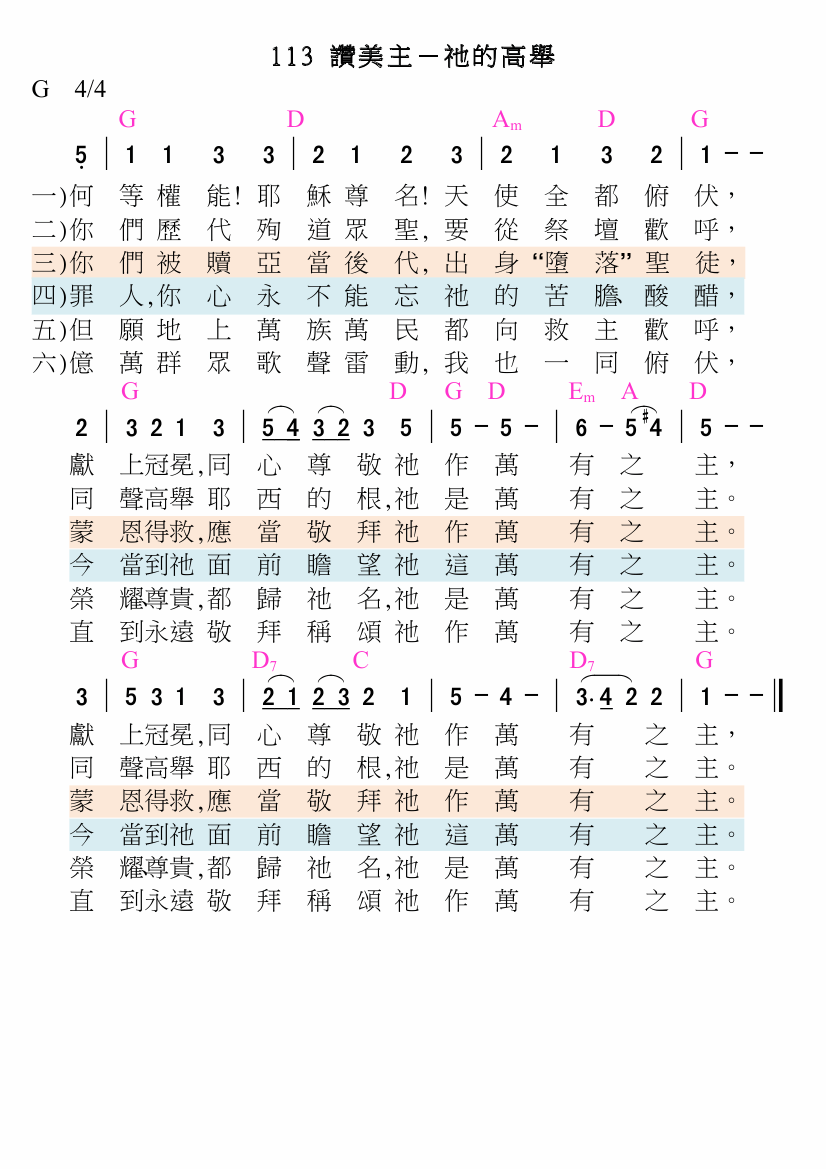 113 讚美主－祂的高舉
G 4/4
G D Am D G
5 | 1 1 3 3 | 2 1 2 3 | 2 1 3 2 | 1 - -
一)何 等 權 能! 耶 穌 尊 名! 天 使 全 都 俯 伏，
二)你 們 歷 代 殉 道 眾 聖, 要 從 祭 壇 歡 呼，
三)你 們 被 贖 亞 當 後 代, 出 身 “墮 落” 聖 徒，
四)罪 人,你 心 永 不 能 忘 祂 的 苦 膽、酸 醋，
五)但 願 地 上 萬 族 萬 民 都 向 救 主 歡 呼，
六)億 萬 群 眾 歌 聲 雷 動, 我 也 一 同 俯 伏，
G D G D Em A D
2 | 3 2 1 3 | 5 4 3 2 3 5 | 5 - 5 - | 6 - 5 #4 | 5 - -
獻 上冠冕,同 心 尊 敬 祂 作 萬 有 之 主，
同 聲高舉 耶 西 的 根,祂 是 萬 有 之 主。
蒙 恩得救,應 當 敬 拜 祂 作 萬 有 之 主。
今 當到祂 面 前 瞻 望 祂 這 萬 有 之 主。
榮 耀、尊貴,都 歸 祂 名,祂 是 萬 有 之 主。
直 到永遠 敬 拜 稱 頌 祂 作 萬 有 之 主。
G D7 C D7 G
3 | 5 3 1 3 | 2 1 2 3 2 1 | 5 - 4 - | 3. 4 2 2 | 1 - -
獻 上冠冕,同 心 尊 敬 祂 作 萬 有 之 主，
同 聲高舉 耶 西 的 根,祂 是 萬 有 之 主。
蒙 恩得救,應 當 敬 拜 祂 作 萬 有 之 主。
今 當到祂 面 前 瞻 望 祂 這 萬 有 之 主。
榮 耀、尊貴,都 歸 祂 名,祂 是 萬 有 之 主。
直 到永遠 敬 拜 稱 頌 祂 作 萬 有 之 主。